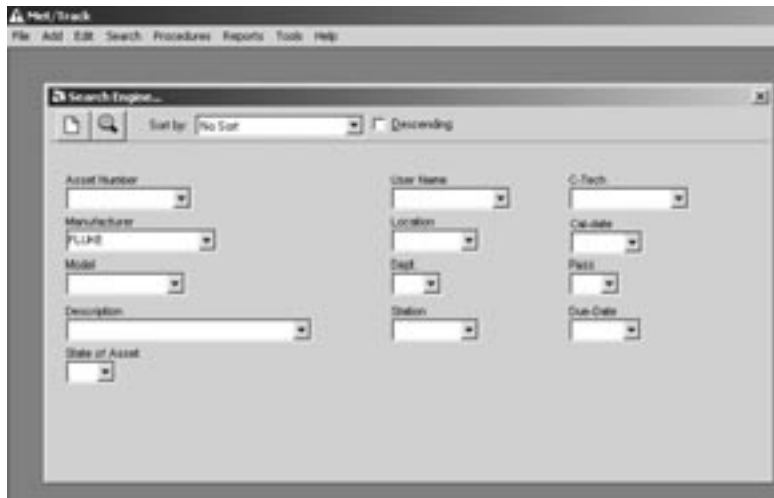 Met/Track
File Add Edit Search Procedures Reports Tools Help
Search Engine...
Sort by: No Sort Descending
Asset Number User Name C-Tech
Manufacturer Location Cal-date
FLUKE
Model Dept Pass
Description Station Due-Date
State of Asset